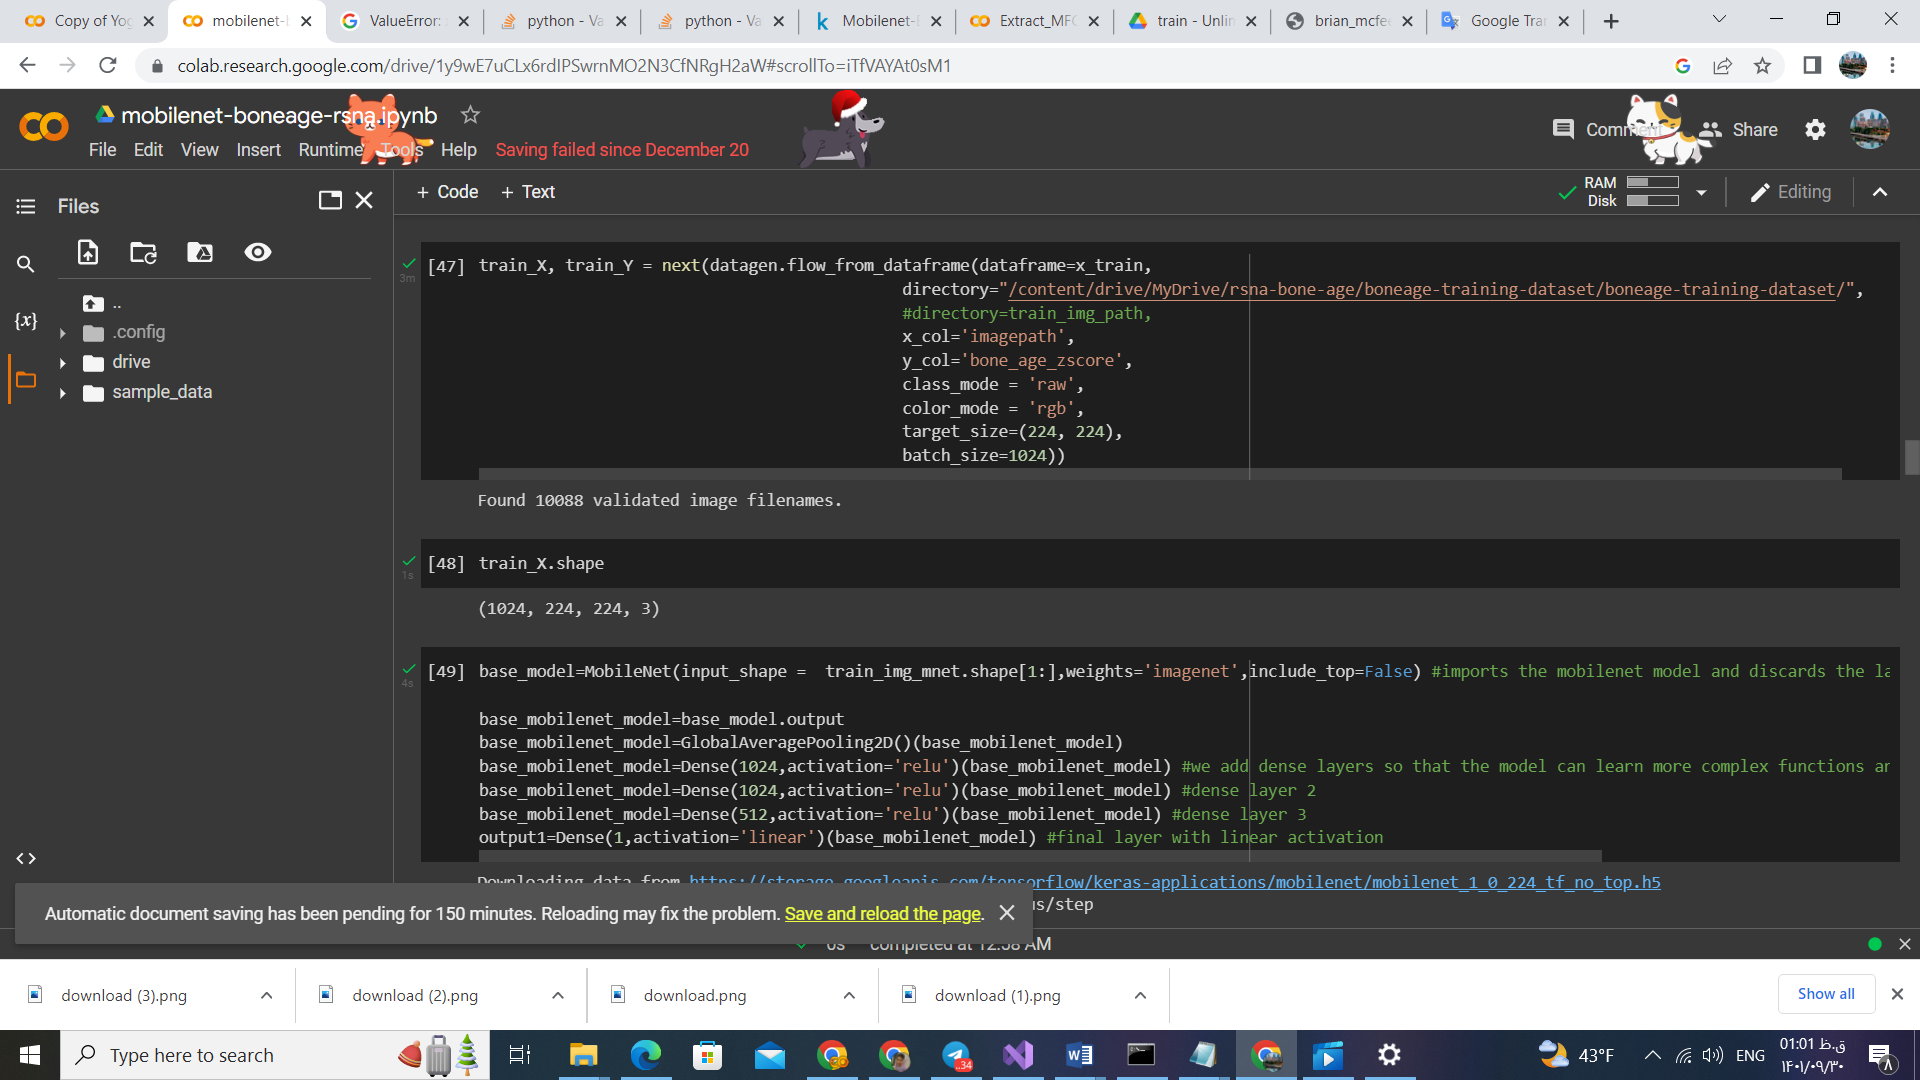 Copy of Yog
mobilenet-b
ValueError:
python - Va
python - Va
Mobilenet-
Extract_MFC
train - Unlin
brian_mcfe
Google Tra
colab.research.google.com/drive/1y9wE7uCLx6rdIPSwrnMO2N3CfNRgH2aW#scrollTo=iTfVAYAt0sM1
mobilenet-boneage-rsna.ipynb
File Edit View Insert Runtime Tools Help Saving failed since December 20
Comment Share
Files
+ Code + Text
RAM
Disk
Editing
..
.config
drive
sample_data
{x}
3m
[47] train_X, train_Y = next(datagen.flow_from_dataframe(dataframe=x_train,
directory="/content/drive/MyDrive/rsna-bone-age/boneage-training-dataset/boneage-training-dataset/",
#directory=train_img_path,
x_col='imagepath',
y_col='bone_age_zscore',
class_mode = 'raw',
color_mode = 'rgb',
target_size=(224, 224),
batch_size=1024))
Found 10088 validated image filenames.
1s
[48] train_X.shape
(1024, 224, 224, 3)
4s
[49] base_model=MobileNet(input_shape =  train_img_mnet.shape[1:],weights='imagenet',include_top=False) #imports the mobilenet model and discards the la
base_mobilenet_model=base_model.output
base_mobilenet_model=GlobalAveragePooling2D()(base_mobilenet_model)
base_mobilenet_model=Dense(1024,activation='relu')(base_mobilenet_model) #we add dense layers so that the model can learn more complex functions an
base_mobilenet_model=Dense(1024,activation='relu')(base_mobilenet_model) #dense layer 2
base_mobilenet_model=Dense(512,activation='relu')(base_mobilenet_model) #dense layer 3
output1=Dense(1,activation='linear')(base_mobilenet_model) #final layer with linear activation
Downloading data from https://storage.googleapis.com/tensorflow/keras-applications/mobilenet/mobilenet_1_0_224_tf_no_top.h5
us/step
Automatic document saving has been pending for 150 minutes. Reloading may fix the problem. Save and reload the page.
0s completed at 12:58 AM
download (3).png
download (2).png
download.png
download (1).png
Show all
Type here to search
..34
43°F
ENG
01:01 ق.ظ
۱۴۰۱/۰۹/۳۰
۸